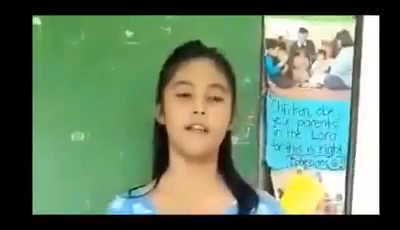 Children, obey
your parents
in the Lord
for this is right
Ephesians 6:1